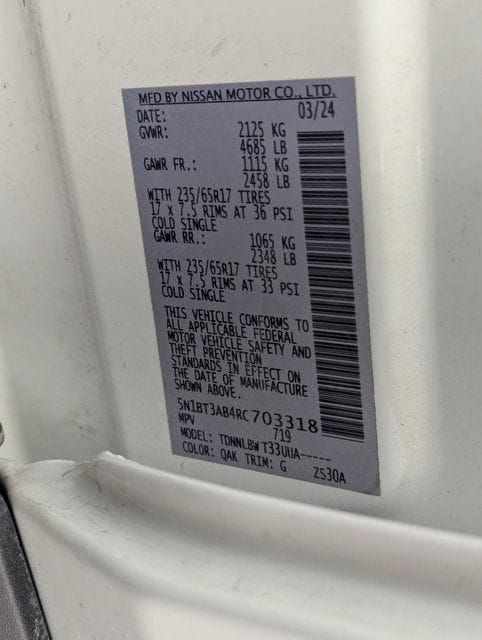 MFD BY NISSAN MOTOR CO., LTD.
DATE: 03/24
GVWR: 2125 KG
4685 LB
GAWR FR.: 1115 KG
2458 LB
WITH 235/65R17 TIRES
17 x 7.5 RIMS AT 36 PSI
COLD SINGLE
GAWR RR.: 1065 KG
2348 LB
WITH 235/65R17 TIRES
17 x 7.5 RIMS AT 33 PSI
COLD SINGLE
THIS VEHICLE CONFORMS TO
ALL APPLICABLE FEDERAL
MOTOR VEHICLE SAFETY AND
THEFT PREVENTION
STANDARDS IN EFFECT ON
THE DATE OF MANUFACTURE
SHOWN ABOVE.
5N1BT3AB4RC703318
MPV 719
MODEL: TDNNLBW T33UUA-----
COLOR: QAK TRIM: G ZS30A